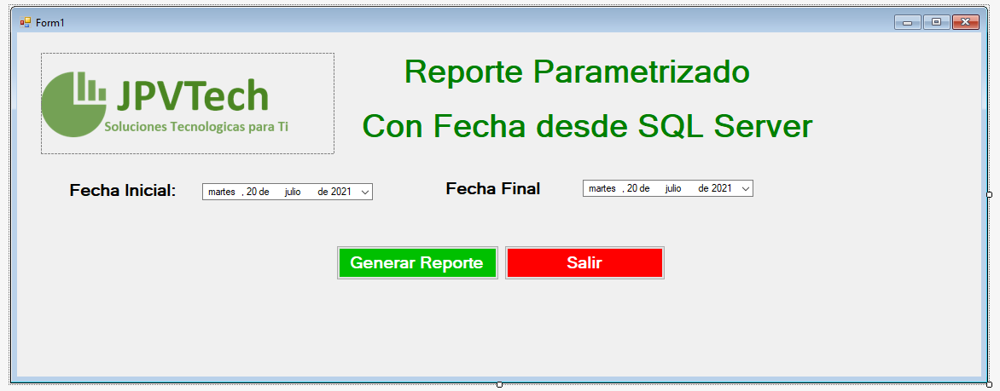 Form1
JPVTech
Soluciones Tecnologicas para Ti
Reporte Parametrizado
Con Fecha desde SQL Server
Fecha Inicial:
martes , 20 de julio de 2021
Fecha Final
martes , 20 de julio de 2021
Generar Reporte
Salir